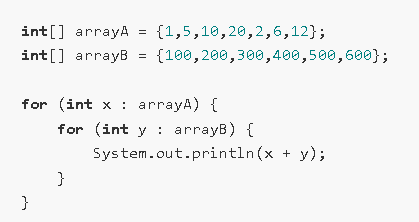 int[] arrayA = {1,5,10,20,2,6,12};
int[] arrayB = {100,200,300,400,500,600};

for (int x : arrayA) {
    for (int y : arrayB) {
        System.out.println(x + y);
    }
}